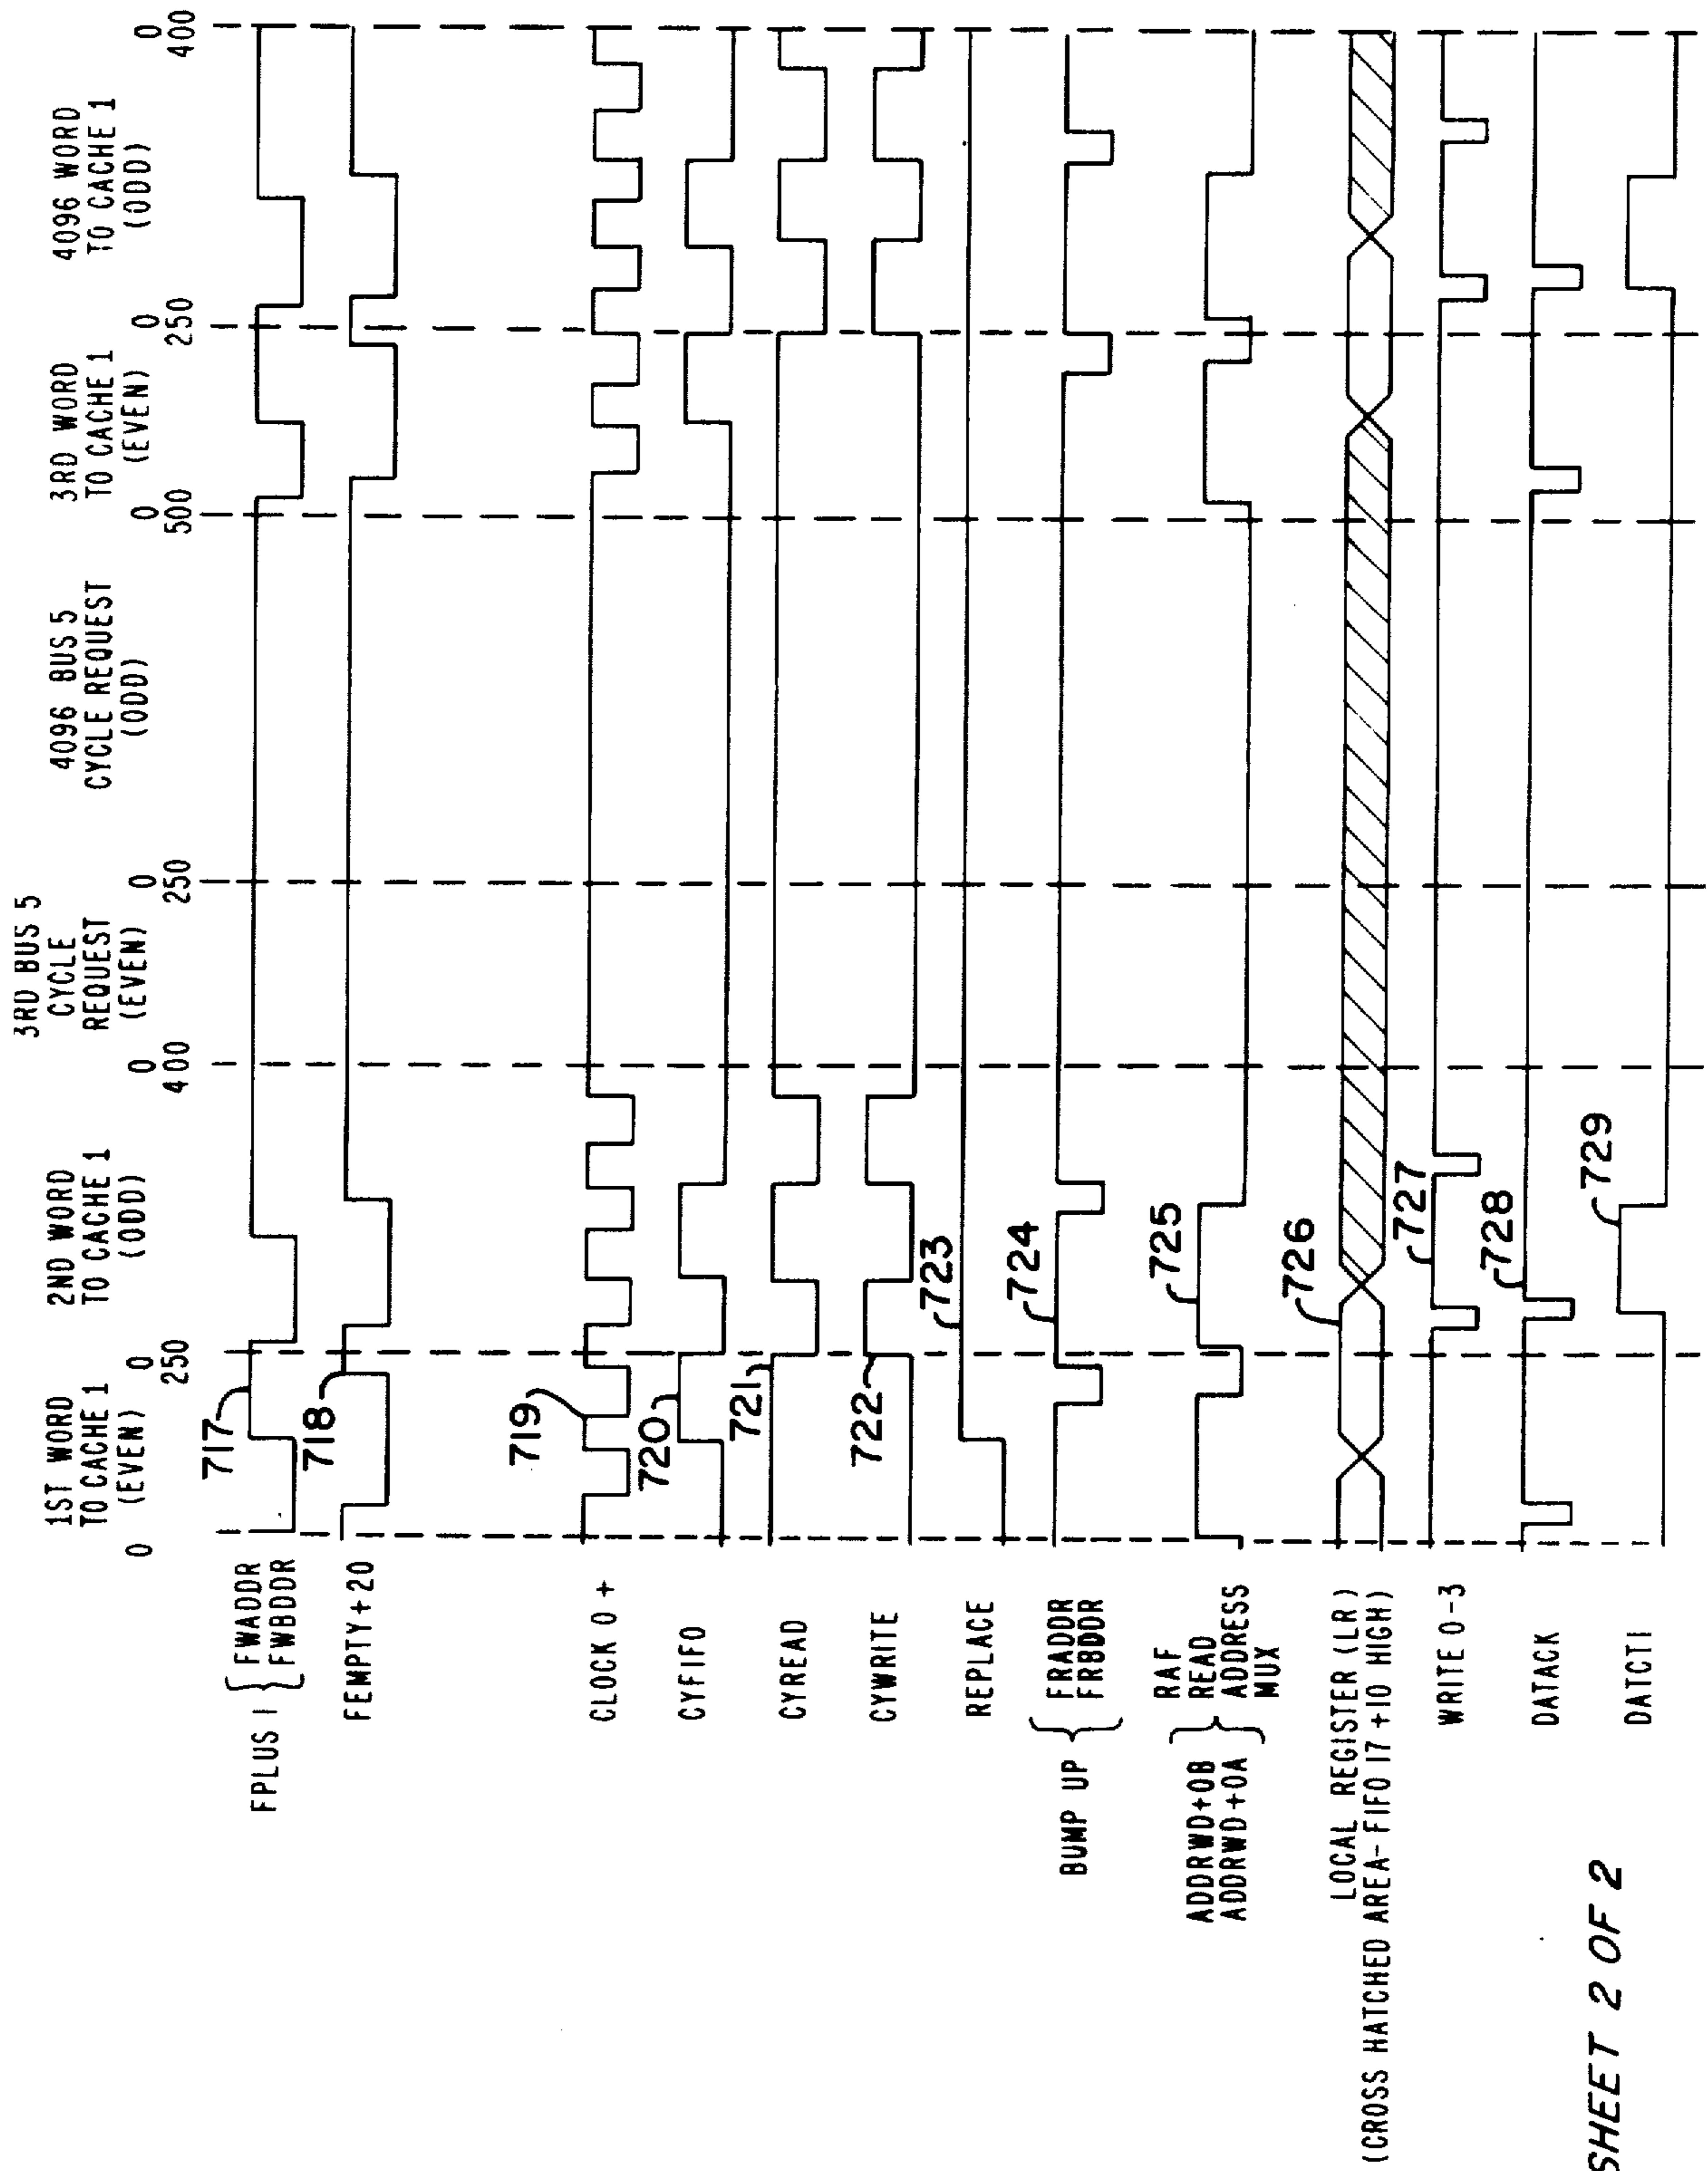 1ST WORD
TO CACHE 1
(EVEN)
2ND WORD
TO CACHE 1
(ODD)
3RD BUS 5
CYCLE
REQUEST
(EVEN)
4096 BUS 5
CYCLE REQUEST
(ODD)
3RD WORD
TO CACHE 1
(EVEN)
4096 WORD
TO CACHE 1
(ODD)
0
0
250
0
400
0
250
0
500
0
250
0
400
FPLUS 1 { FWADDR
FWBDDR
717
FEMPTY+20
718
CLOCK 0 +
719
CYFIFO
720
CYREAD
721
CYWRITE
722
REPLACE
723
BUMP UP { FRADDR
FRBDDR
724
ADDRWD+0B
ADDRWD+0A
RAF
READ
ADDRESS
MUX
725
LOCAL REGISTER (LR)
(CROSS HATCHED AREA-FIFO 17 +10 HIGH)
726
WRITE 0-3
727
DATACK
728
DATCTI
729
SHEET 2 OF 2